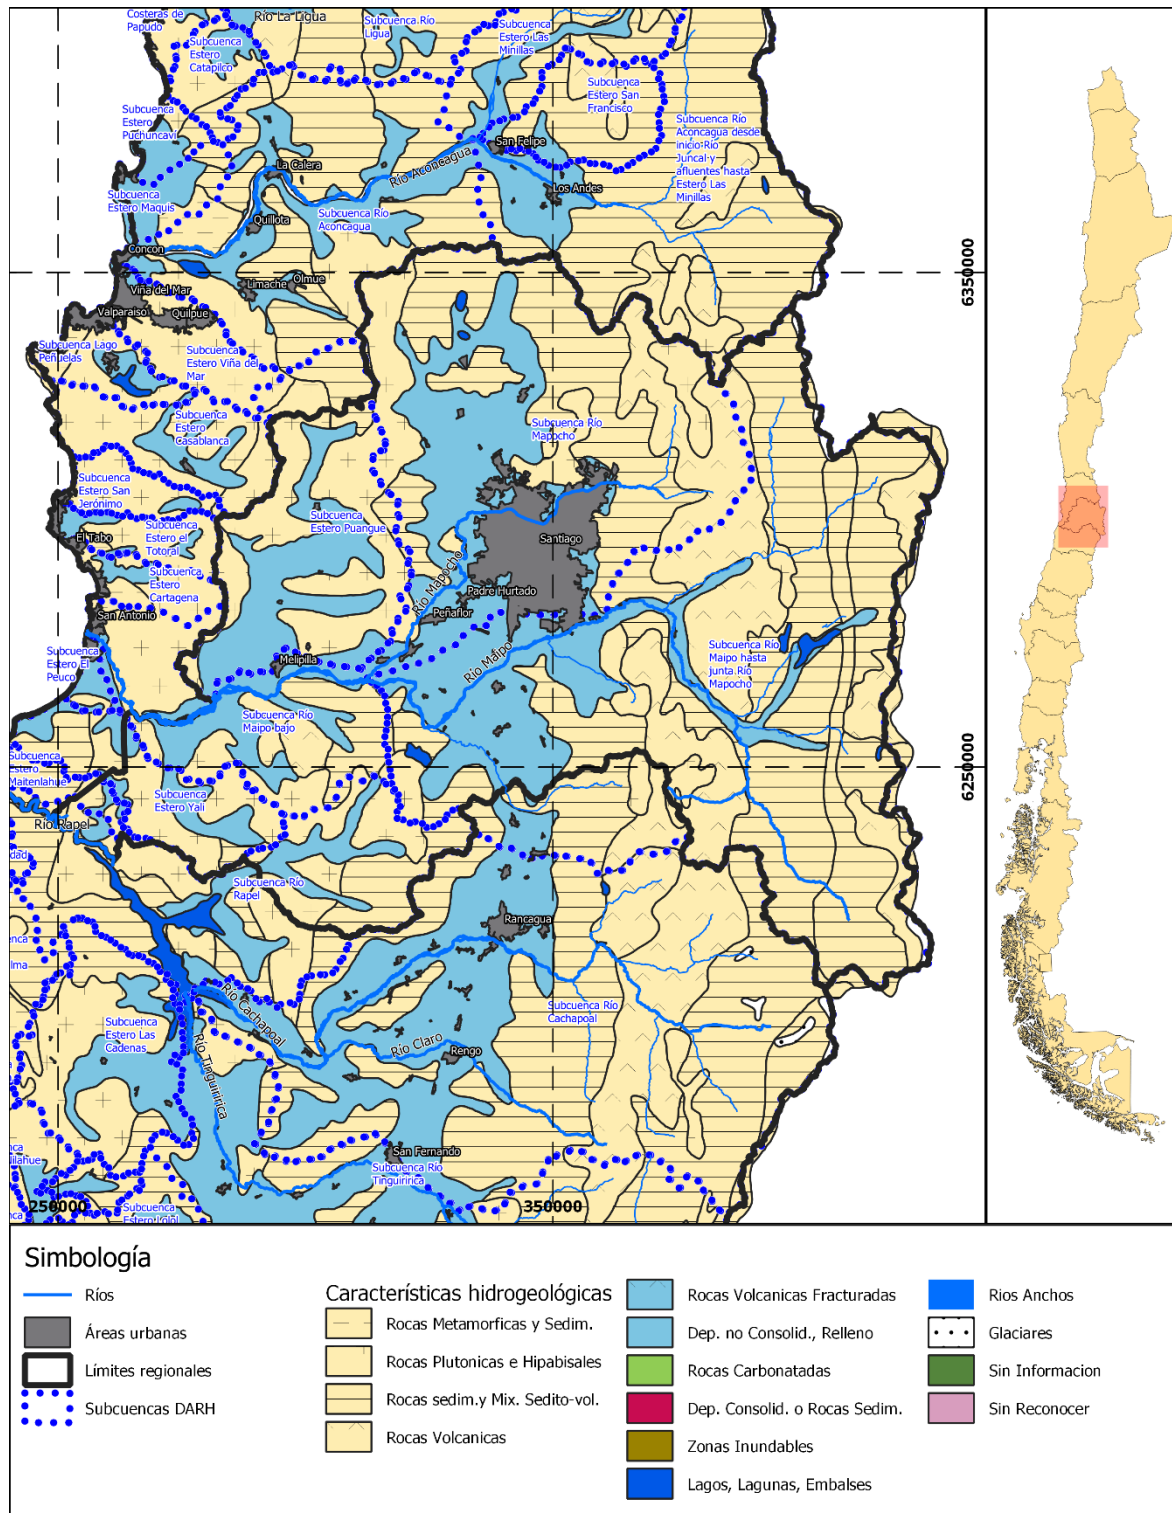 Costeras de
Papudo
Río La Ligua
Subcuenca
Estero
Catapilco
Subcuenca Río
Ligua
Subcuenca
Estero Las
Minillas
Subcuenca
Estero San
Francisco
Subcuenca
Estero
Puchuncaví
Subcuenca Río
Aconcagua desde
inicio Río
Juncal y
afluentes hasta
Estero Las
Minillas
San Felipe
La Calera
Río Aconcagua
Los Andes
Subcuenca
Estero Maquis
Quillota
Subcuenca Río
Aconcagua
Concon
Olmue
Limache
Viña del Mar
Valparaiso
Quilpue
6350000
Subcuenca Lago
Peñuelas
Subcuenca
Estero Viña del
Mar
Subcuenca
Estero
Casablanca
Subcuenca Río
Mapocho
Subcuenca
Estero San
Jerónimo
Subcuenca
Estero Puangue
Subcuenca
Estero el
Totoral
El Tabo
Santiago
Subcuenca
Estero
Cartagena
Río Mapocho
Padre Hurtado
Peñaflor
San Antonio
Subcuenca
Estero El
Peuco
Melipilla
Río Maipo
Subcuenca Río
Maipo hasta
junta Río
Mapocho
Subcuenca Río
Maipo bajo
Subcuenca
Estero
Maitenlahue
6250000
Subcuenca
Estero Yali
Río Rapel
dad
Subcuenca Río
Rapel
Rancagua
enca
lma
Río Cachapoal
Subcuenca Río
Cachapoal
Subcuenca
Estero Las
Cadenas
Río Claro
Rengo
Río Tinguiririca
San Fernando
nca
uilahue
Subcuenca Río
Tinguiririca
250000
350000
Subcuenca
Estero Lolol
nca
Simbología
Ríos
Áreas urbanas
Límites regionales
Subcuencas DARH
Características hidrogeológicas
Rocas Metamorficas y Sedim.
Rocas Plutonicas e Hipabisales
Rocas sedim.y Mix. Sedito-vol.
Rocas Volcanicas
Rocas Volcanicas Fracturadas
Dep. no Consolid., Relleno
Rocas Carbonatadas
Dep. Consolid. o Rocas Sedim.
Zonas Inundables
Lagos, Lagunas, Embalses
Rios Anchos
Glaciares
Sin Informacion
Sin Reconocer